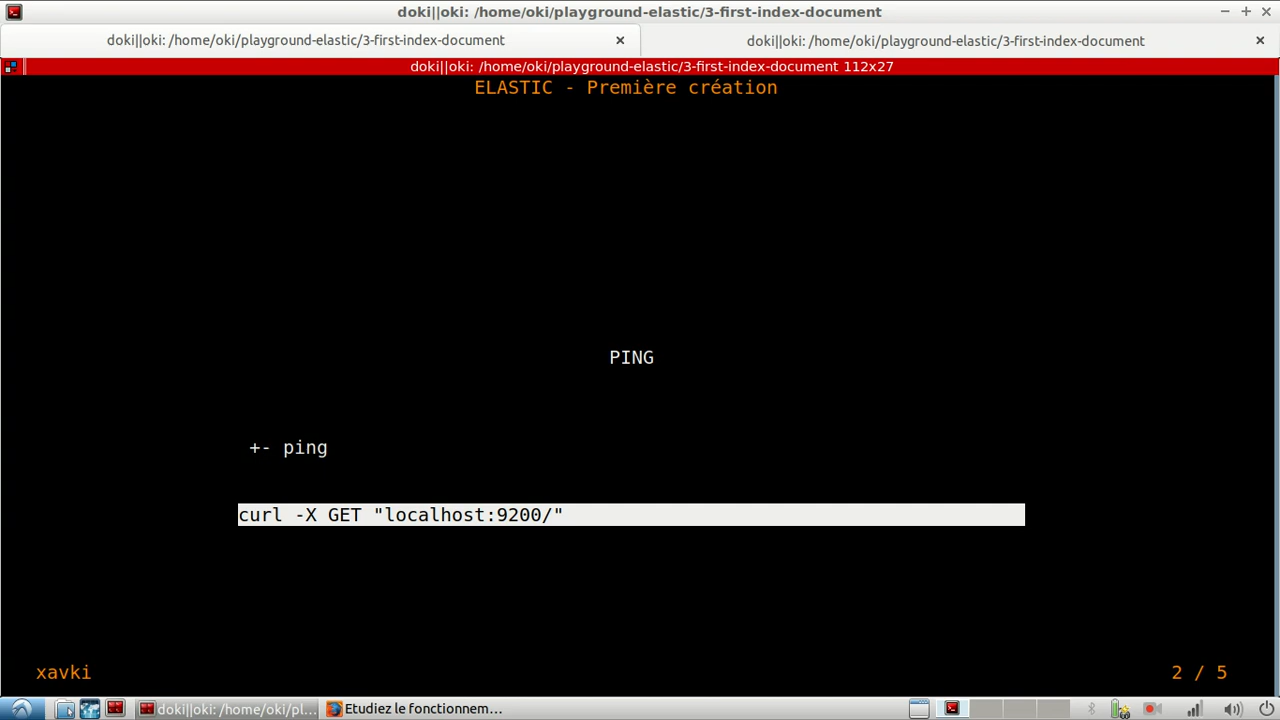 doki||oki: /home/oki/playground-elastic/3-first-index-document
doki||oki: /home/oki/playground-elastic/3-first-index-document
doki||oki: /home/oki/playground-elastic/3-first-index-document
doki||oki: /home/oki/playground-elastic/3-first-index-document 112x27
ELASTIC - Première création
PING
+- ping
curl -X GET "localhost:9200/"
xavki
2 / 5
doki||oki: /home/oki/pl...
Etudiez le fonctionnem...